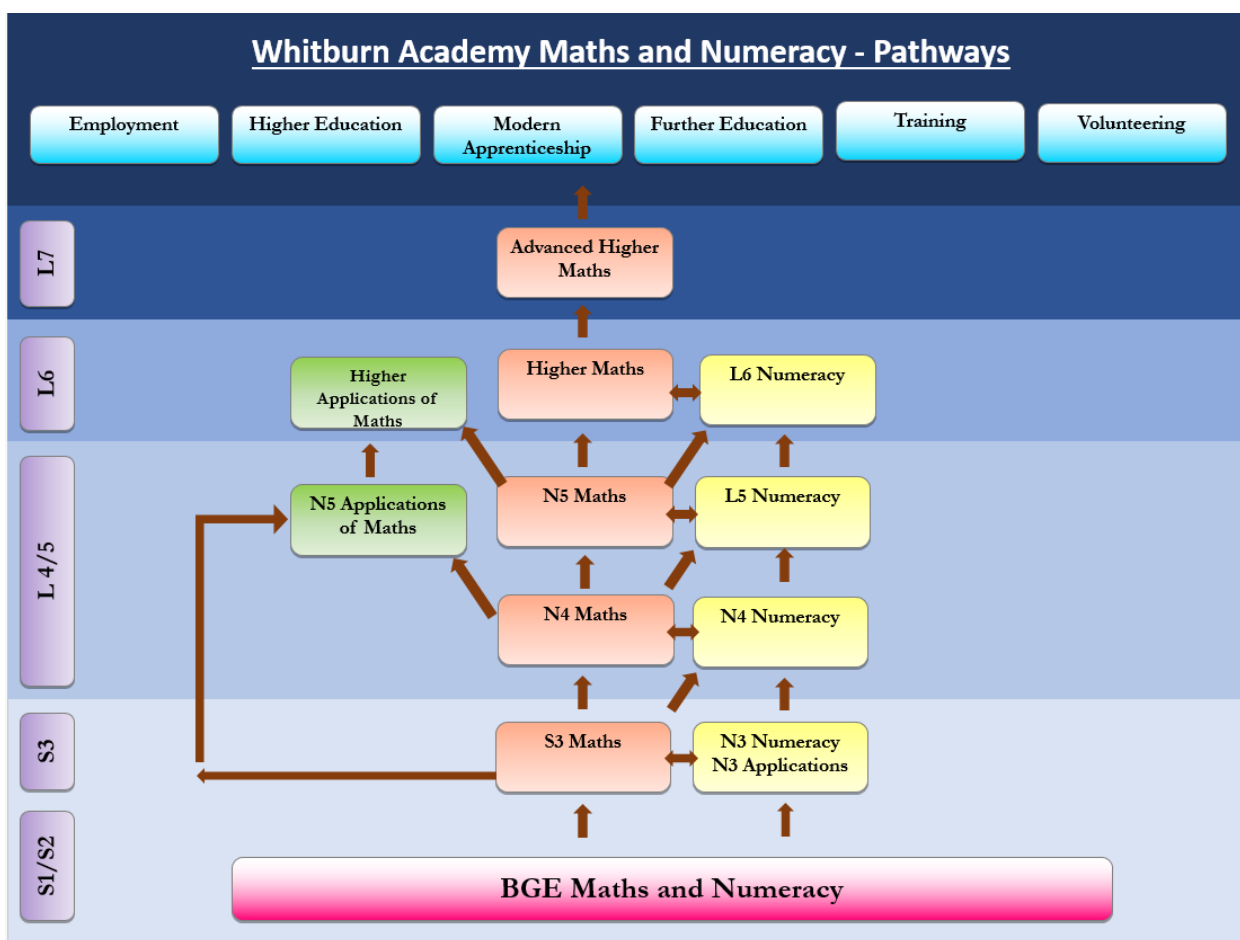 Whitburn Academy Maths and Numeracy - Pathways
Employment
Higher Education
Modern
Apprenticeship
Further Education
Training
Volunteering
L7
Advanced Higher
Maths
L6
Higher
Applications of
Maths
Higher Maths
L6 Numeracy
L 4/5
N5 Applications
of Maths
N5 Maths
L5 Numeracy
N4 Maths
N4 Numeracy
S3
S3 Maths
N3 Numeracy
N3 Applications
S1/S2
BGE Maths and Numeracy